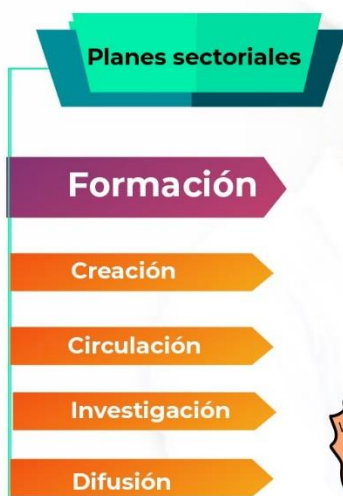 Planes sectoriales
Formación
Creación
Circulación
Investigación
Difusión